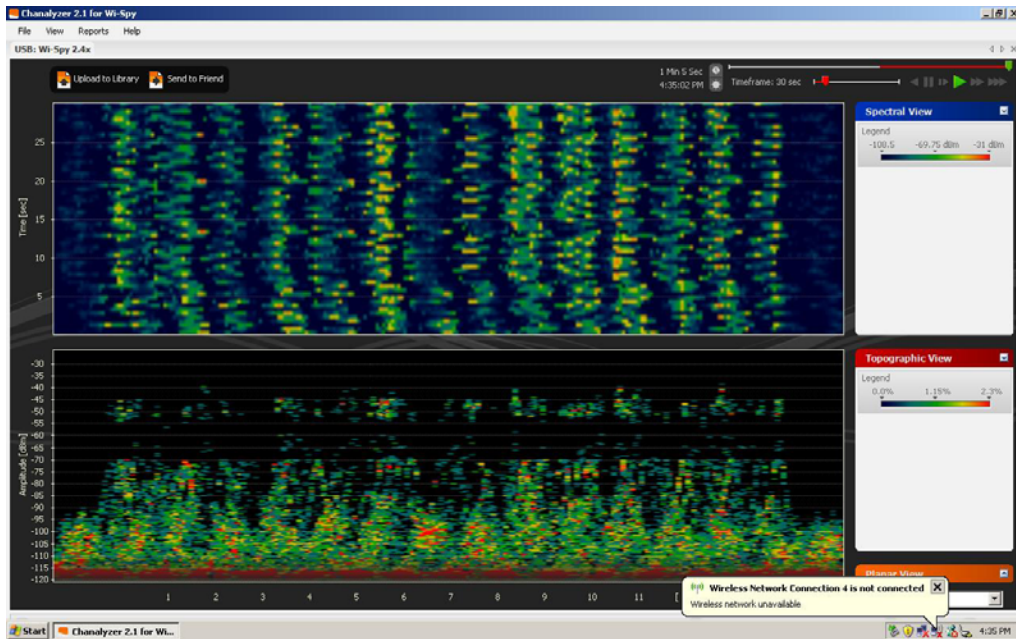 Chanalyzer 2.1 for Wi-Spy
File View Reports Help
USB: Wi-Spy 2.4x
Upload to Library Send to Friend
1 Min 5 Sec
4:35:02 PM
Timeframe: 30 sec
Spectral View
Legend
-100.5 -69.75 dBm -31 dBm
Time [sec]
25
20
15
10
5
Topographic View
Legend
0.0% 1.15% 2.3%
Amplitude [dBm]
-30
-35
-40
-45
-50
-55
-60
-65
-70
-75
-80
-85
-90
-95
-100
-105
-110
-115
-120
Planar View
1 2 3 4 5 6 7 8 9 10 11
Wireless Network Connection 4 is not connected
Wireless network unavailable
Start Chanalyzer 2.1 for Wi... 4:35 PM